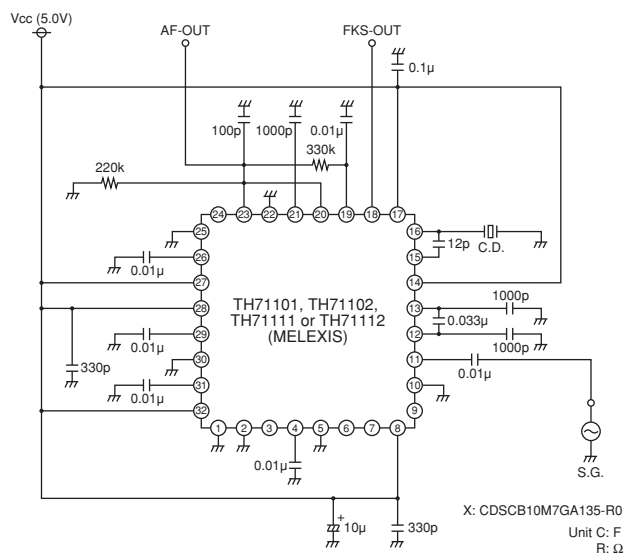 Vcc (5.0V)
AF-OUT
FKS-OUT
0.1µ
100p
1000p
0.01µ
330k
220k
24
23
22
21
20
19
18
17
25
16
12p
C.D.
26
15
0.01µ
27
14
TH71101, TH71102,
TH71111 or TH71112
(MELEXIS)
28
13
1000p
0.033µ
29
12
0.01µ
1000p
330p
30
11
0.01µ
31
10
0.01µ
32
9
1
2
3
4
5
6
7
8
0.01µ
S.G.
+
10µ
330p
X: CDSCB10M7GA135-R0
Unit C: F
R: Ω